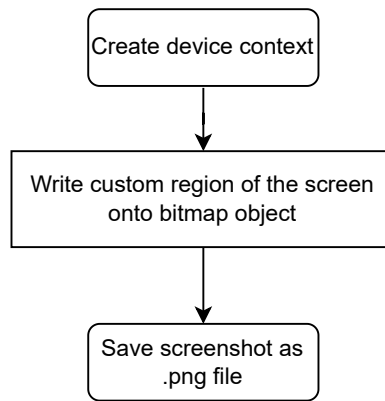 Create device context
Write custom region of the screen
onto bitmap object
Save screenshot as
.png file